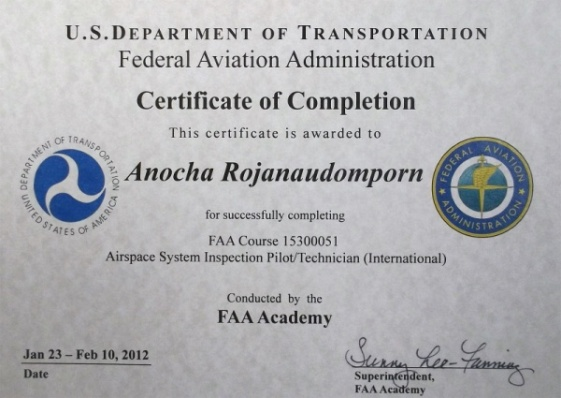 U.S.DEPARTMENT OF TRANSPORTATION
Federal Aviation Administration
Certificate of Completion
This certificate is awarded to
DEPARTMENT OF TRANSPORTATION
UNITED STATES OF AMERICA
Anocha Rojanaudomporn
FEDERAL AVIATION
ADMINISTRATION
for successfully completing
FAA Course 15300051
Airspace System Inspection Pilot/Technician (International)
Conducted by the
FAA Academy
Jan 23 – Feb 10, 2012
Date
Sunny Lee-Fanning
Superintendent,
FAA Academy